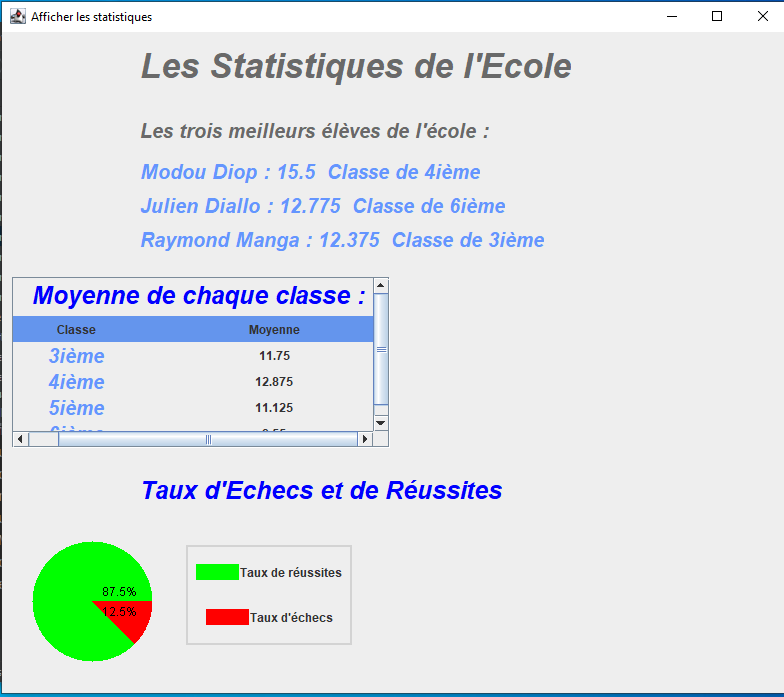 Afficher les statistiques
Les Statistiques de l'Ecole
Les trois meilleurs élèves de l'école :
Modou Diop : 15.5 Classe de 4ième
Julien Diallo : 12.775 Classe de 6ième
Raymond Manga : 12.375 Classe de 3ième
Moyenne de chaque classe :
Classe Moyenne
3ième 11.75
4ième 12.875
5ième 11.125
Taux d'Echecs et de Réussites
87.5%
12.5%
Taux de réussites
Taux d'échecs